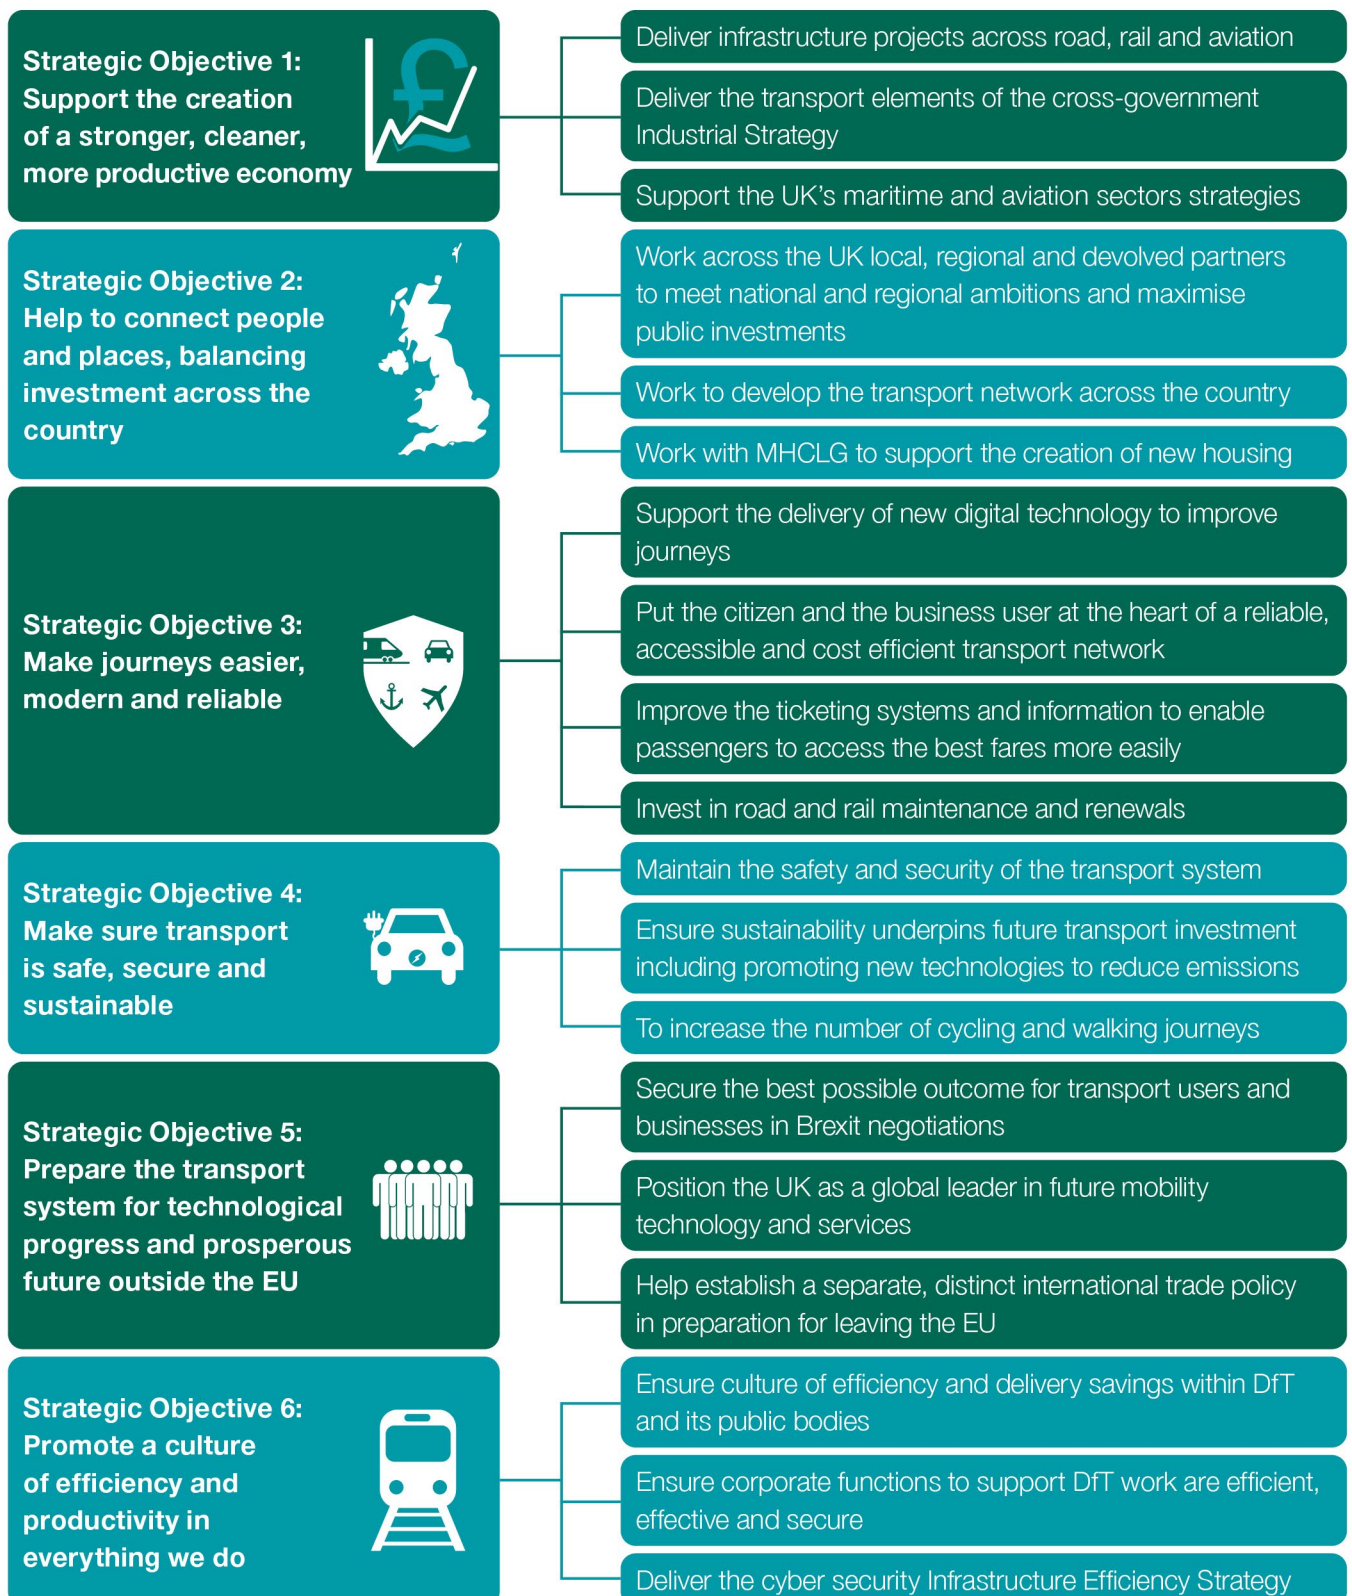 Strategic Objective 1:
Support the creation
of a stronger, cleaner,
more productive economy
Deliver infrastructure projects across road, rail and aviation
Deliver the transport elements of the cross-government
Industrial Strategy
Support the UK’s maritime and aviation sectors strategies
Strategic Objective 2:
Help to connect people
and places, balancing
investment across the
country
Work across the UK local, regional and devolved partners
to meet national and regional ambitions and maximise
public investments
Work to develop the transport network across the country
Work with MHCLG to support the creation of new housing
Strategic Objective 3:
Make journeys easier,
modern and reliable
Support the delivery of new digital technology to improve
journeys
Put the citizen and the business user at the heart of a reliable,
accessible and cost efficient transport network
Improve the ticketing systems and information to enable
passengers to access the best fares more easily
Invest in road and rail maintenance and renewals
Strategic Objective 4:
Make sure transport
is safe, secure and
sustainable
Maintain the safety and security of the transport system
Ensure sustainability underpins future transport investment
including promoting new technologies to reduce emissions
To increase the number of cycling and walking journeys
Strategic Objective 5:
Prepare the transport
system for technological
progress and prosperous
future outside the EU
Secure the best possible outcome for transport users and
businesses in Brexit negotiations
Position the UK as a global leader in future mobility
technology and services
Help establish a separate, distinct international trade policy
in preparation for leaving the EU
Strategic Objective 6:
Promote a culture
of efficiency and
productivity in
everything we do
Ensure culture of efficiency and delivery savings within DfT
and its public bodies
Ensure corporate functions to support DfT work are efficient,
effective and secure
Deliver the cyber security Infrastructure Efficiency Strategy